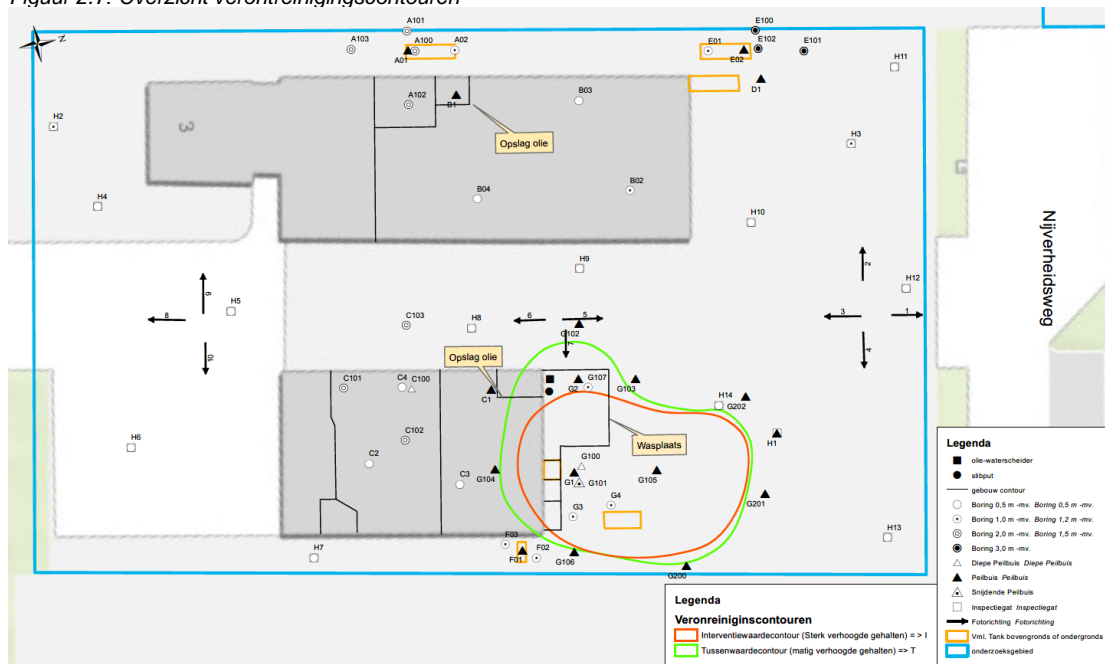 Figuur 2.7: Overzicht verontreinigingscontouren
N
A101
A103
A100
A02
A01
E100
E01
E102
E101
E02
H11
D1
A102
B1
B03
Opslag olie
H2
H3
3
H4
B04
B02
H10
Nijverheidsweg
H9
2
H12
9
H5
8
C103
H8
6
5
3
1
G102
7
4
10
Opslag olie
C101
C4
C100
C1
G2
G107
G103
H14
G202
C102
Wasplaats
H1
H6
C2
C3
G104
G100
G1
G101
G105
G4
G3
G201
H13
H7
F03
F01
F02
G106
G200
Legenda
Veronreiniginscontouren
Interventiewaardecontour (Sterk verhoogde gehalten) = > I
Tussenwaardecontour (matig verhoogde gehalten) => T
Legenda
olie-waterscheider
slibput
gebouw contour
Boring 0,5 m -mv. Boring 0,5 m -mv.
Boring 1,0 m -mv. Boring 1,2 m -mv.
Boring 2,0 m -mv. Boring 1,5 m -mv.
Boring 3,0 m -mv.
Diepe Peilbuis Diepe Peilbuis
Peilbuis Peilbuis
Snijdende Peilbuis
Inspectiegat Inspectiegat
Fotorichting Fotorichting
Vml. Tank bovengronds of ondergronds
onderzoeksgebied